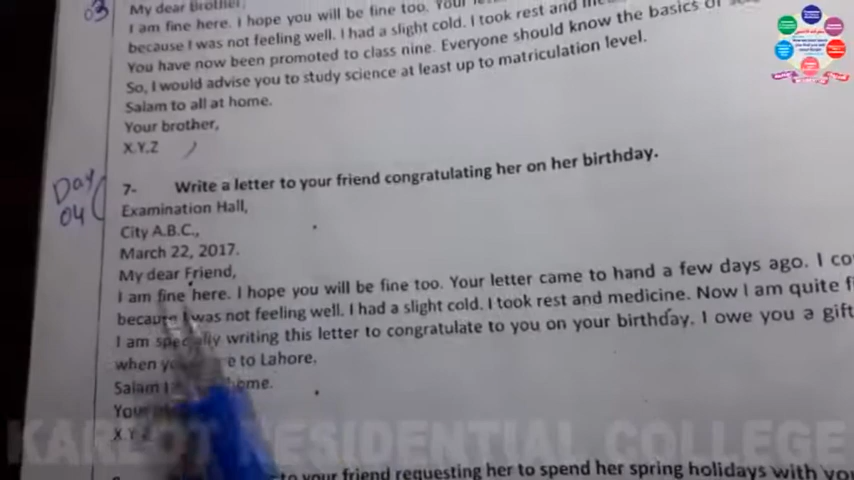 03
My dear Brother,
I am fine here. I hope you will be fine too. Your
because I was not feeling well. I had a slight cold. I took rest and
You have now been promoted to class nine. Everyone should know the basics of
So, I would advise you to study science at least up to matriculation level.
Salam to all at home.
Your brother,
X.Y.Z
Day
04
7- Write a letter to your friend congratulating her on her birthday.
Examination Hall,
City A.B.C.,
March 22, 2017.
My dear Friend,
I am fine here. I hope you will be fine too. Your letter came to hand a few days ago. I
because I was not feeling well. I had a slight cold. I took rest and medicine. Now I am quite
I am specially writing this letter to congratulate to you on your birthday. I owe you a gift
when to Lahore.
Salam home.
X.Y.Z
KARLOT RESIDENTIAL COLLEGE
to your friend requesting her to spend her spring holidays with